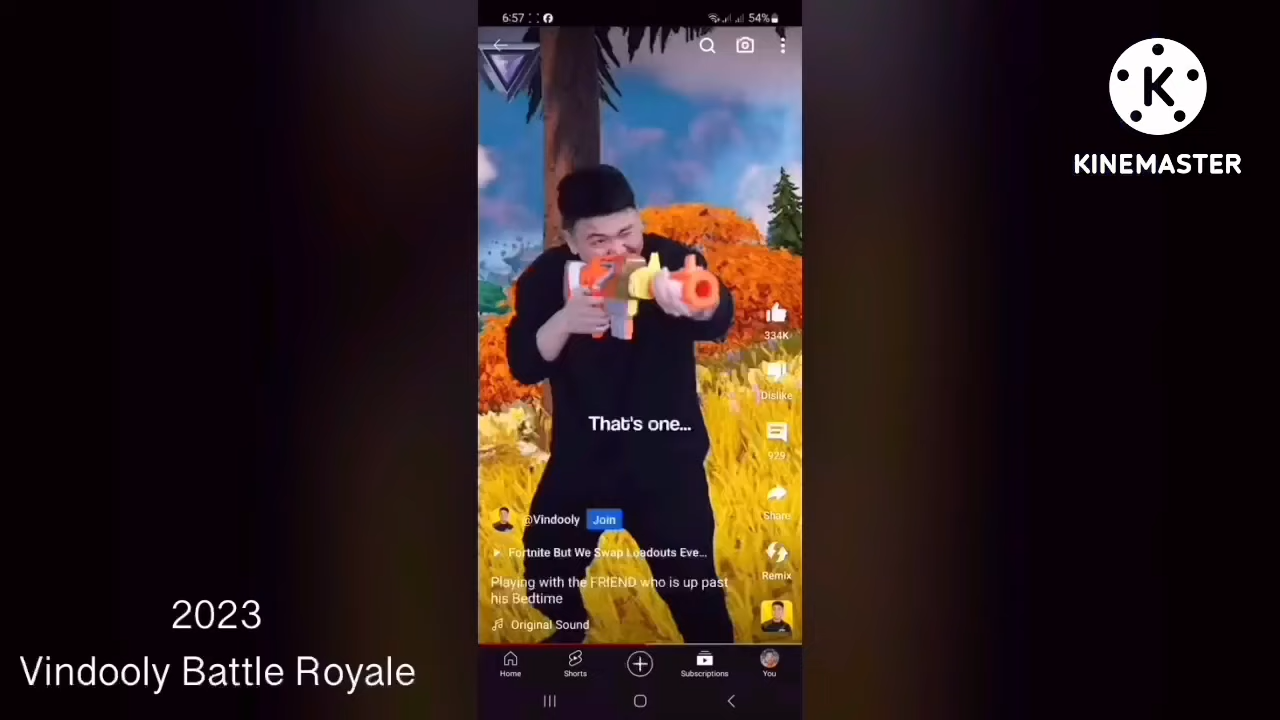 6:57
54%
K
KINEMASTER
334K
Dislike
That's one...
929
Share
@Vindooly Join
Fortnite But We Swap Loadouts Eve...
Remix
Playing with the FRIEND who is up past
his Bedtime
Original Sound
2023
Vindooly Battle Royale
Home
Shorts
Subscriptions
You